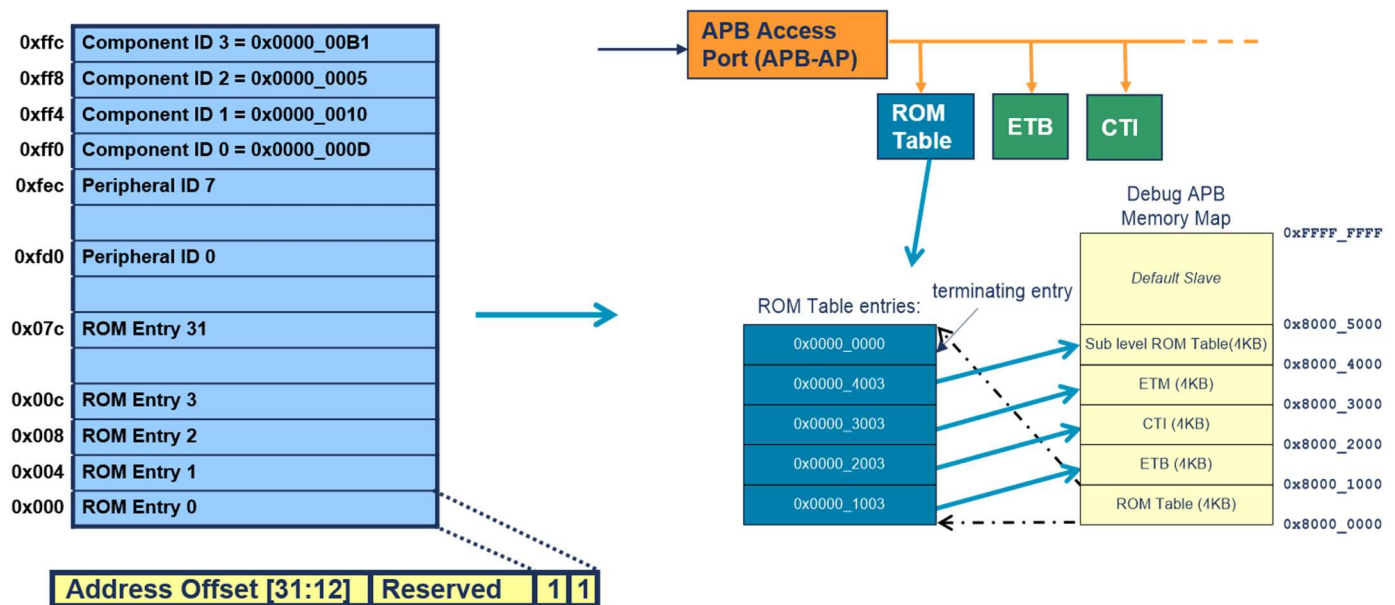 0xffc Component ID 3 = 0x0000_00B1
0xff8 Component ID 2 = 0x0000_0005
0xff4 Component ID 1 = 0x0000_0010
0xff0 Component ID 0 = 0x0000_000D
0xfec Peripheral ID 7
0xfd0 Peripheral ID 0
0x07c ROM Entry 31
0x00c ROM Entry 3
0x008 ROM Entry 2
0x004 ROM Entry 1
0x000 ROM Entry 0
Address Offset [31:12] Reserved 1 1
APB Access
Port (APB-AP)
ROM
Table
ETB
CTI
ROM Table entries:
terminating entry
0x0000_0000
0x0000_4003
0x0000_3003
0x0000_2003
0x0000_1003
Debug APB
Memory Map
0xFFFF_FFFF
Default Slave
0x8000_5000
Sub level ROM Table(4KB)
0x8000_4000
ETM (4KB)
0x8000_3000
CTI (4KB)
0x8000_2000
ETB (4KB)
0x8000_1000
ROM Table (4KB)
0x8000_0000